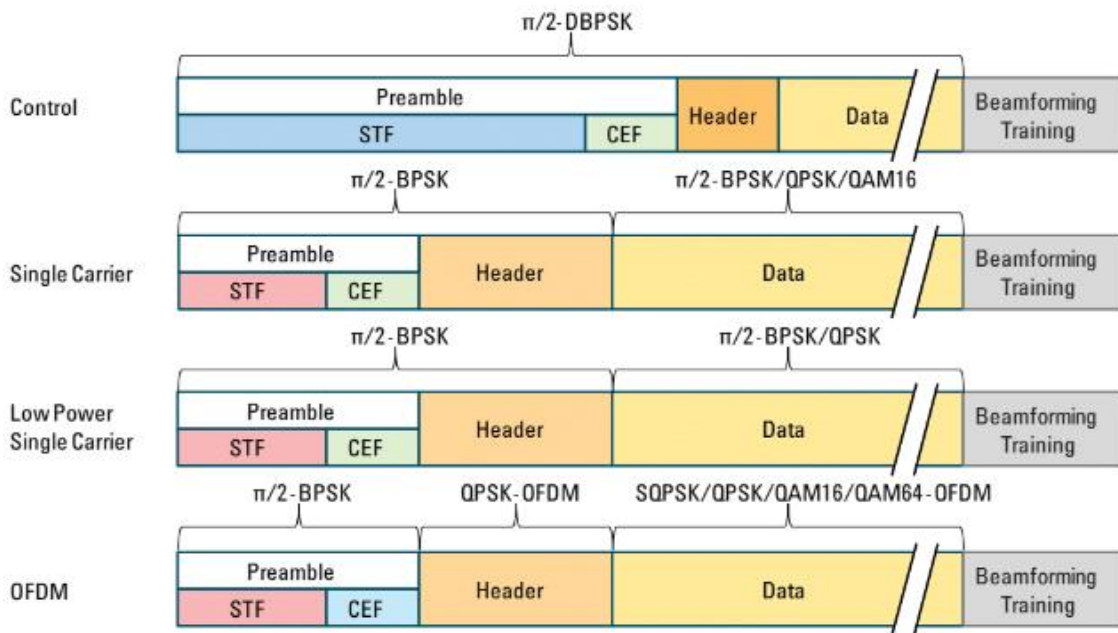 π/2-DBPSK
Control
Preamble
STF
CEF
Header
Data
Beamforming
Training
π/2-BPSK
π/2-BPSK/QPSK/QAM16
Single Carrier
Preamble
STF
CEF
Header
Data
Beamforming
Training
π/2-BPSK
π/2-BPSK/QPSK
Low Power
Single Carrier
Preamble
STF
CEF
Header
Data
Beamforming
Training
π/2-BPSK
QPSK-OFDM
SQPSK/QPSK/QAM16/QAM64-OFDM
OFDM
Preamble
STF
CEF
Header
Data
Beamforming
Training